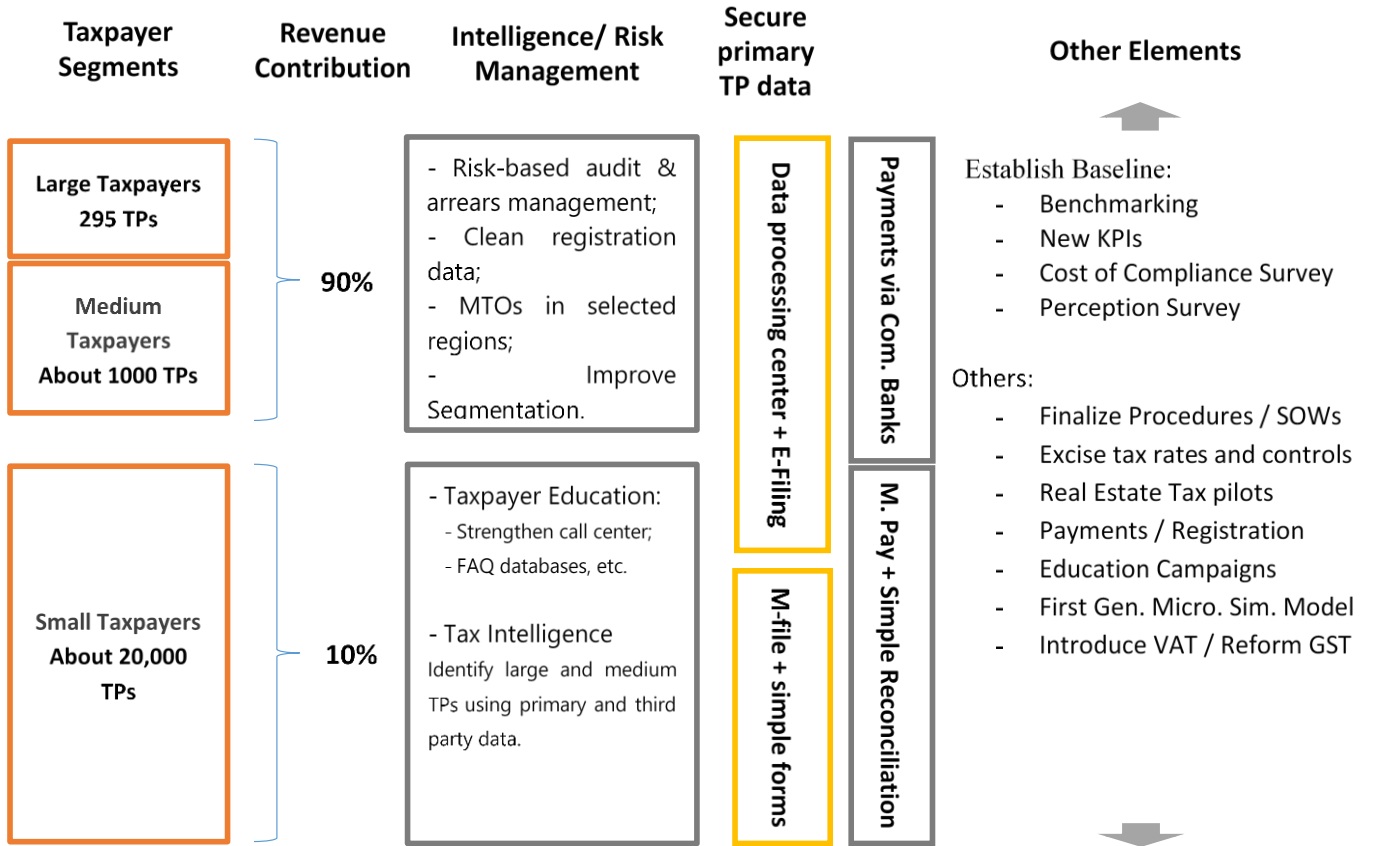 Taxpayer
Segments
Revenue
Contribution
Intelligence/ Risk
Management
Secure
primary
TP data
Other Elements
Large Taxpayers
295 TPs
Medium
Taxpayers
About 1000 TPs
90%
- Risk-based audit &
arrears management;
- Clean registration
data;
- MTOs in selected
regions;
- Improve
Segmentation.
Data processing center + E-Filing
Payments via Com. Banks
Establish Baseline:
- Benchmarking
- New KPIs
- Cost of Compliance Survey
- Perception Survey
Others:
- Finalize Procedures / SOWs
- Excise tax rates and controls
- Real Estate Tax pilots
- Payments / Registration
- Education Campaigns
- First Gen. Micro. Sim. Model
- Introduce VAT / Reform GST
Small Taxpayers
About 20,000
TPs
10%
- Taxpayer Education:
- Strengthen call center;
- FAQ databases, etc.
- Tax Intelligence
Identify large and medium
TPs using primary and third
party data.
M-file + simple forms
M. Pay + Simple Reconciliation